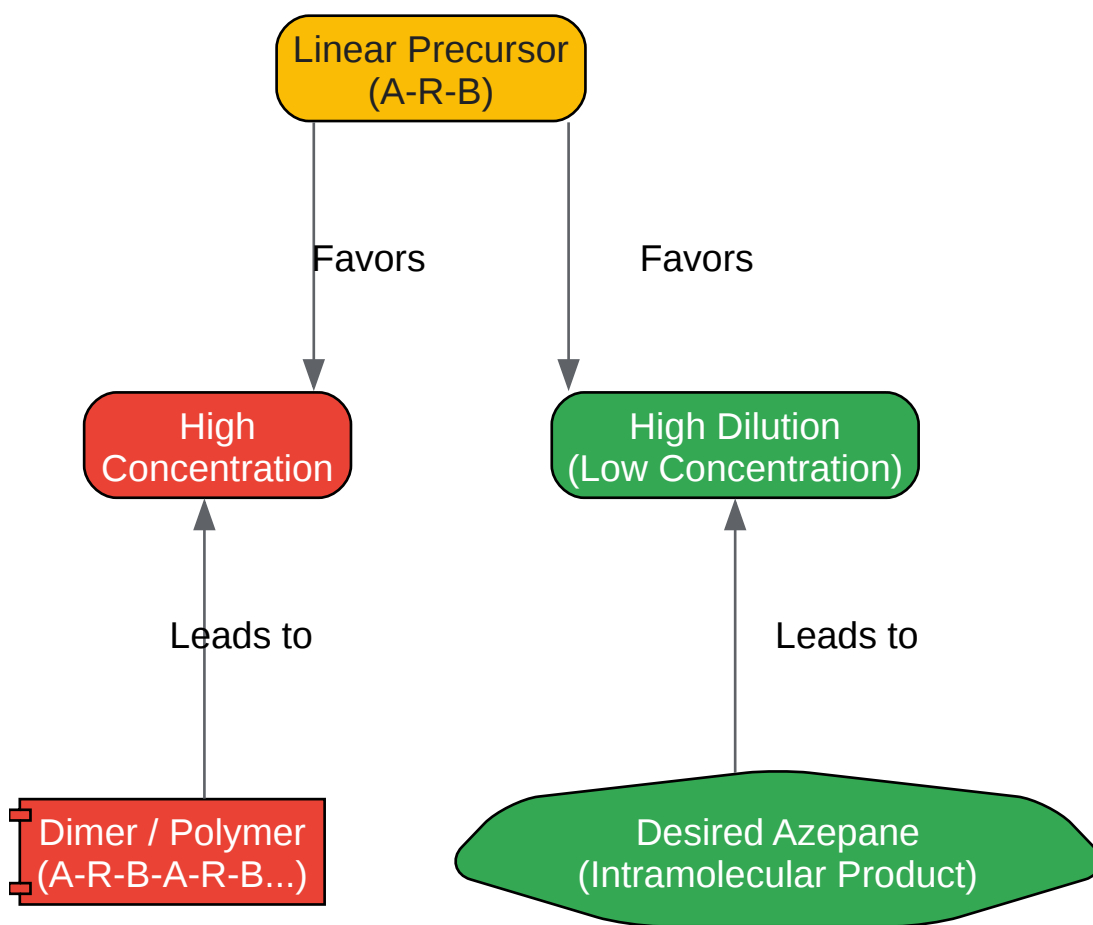 Linear Precursor
(A-R-B)
Favors
Favors
High
Concentration
High Dilution
(Low Concentration)
Leads to
Leads to
Dimer / Polymer
(A-R-B-A-R-B...)
Desired Azepane
(Intramolecular Product)